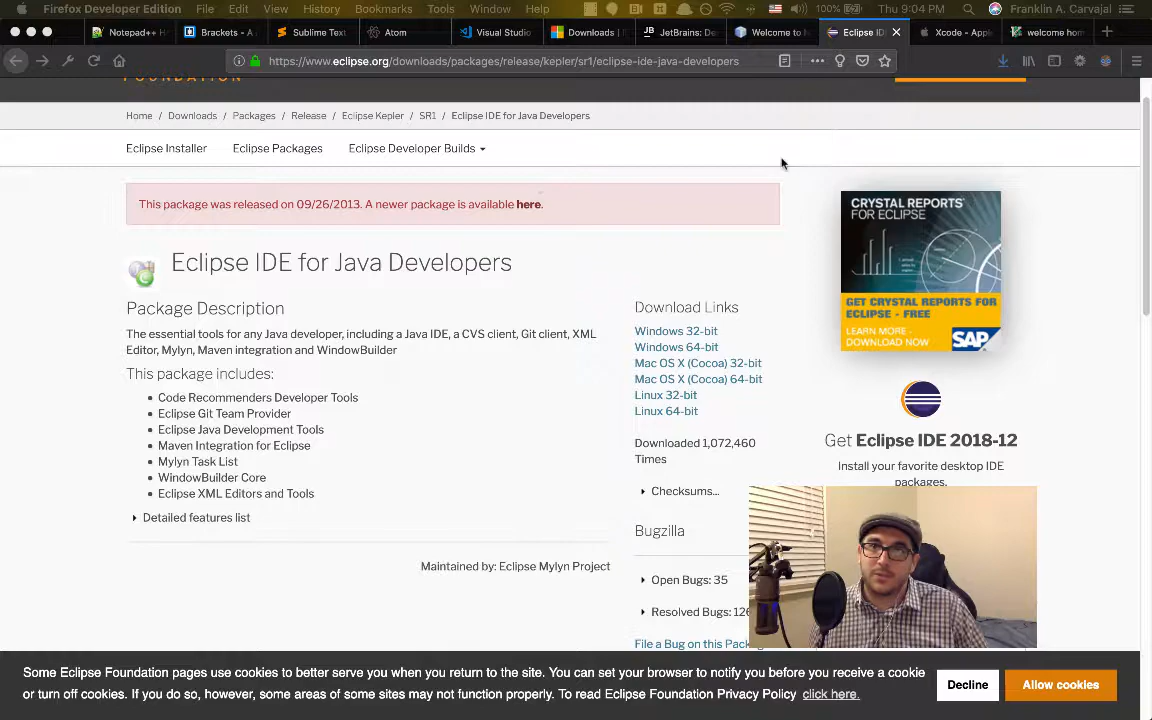 Firefox Developer Edition File Edit View History Bookmarks Tools Window Help 100% Thu 9:04 PM Franklin A. Carvajal
Notepad++ H Brackets - A Sublime Text Atom Visual Studio Downloads | JetBrains: De Welcome to N Eclipse ID Xcode - Apple welcome hom
https://www.eclipse.org/downloads/packages/release/kepler/sr1/eclipse-ide-java-developers
FOUNDATION
Home / Downloads / Packages / Release / Eclipse Kepler / SR1 / Eclipse IDE for Java Developers
Eclipse Installer Eclipse Packages Eclipse Developer Builds
This package was released on 09/26/2013. A newer package is available here.
Eclipse IDE for Java Developers
Package Description
The essential tools for any Java developer, including a Java IDE, a CVS client, Git client, XML
Editor, Mylyn, Maven integration and WindowBuilder
This package includes:
Code Recommenders Developer Tools
Eclipse Git Team Provider
Eclipse Java Development Tools
Maven Integration for Eclipse
Mylyn Task List
WindowBuilder Core
Eclipse XML Editors and Tools
Detailed features list
Maintained by: Eclipse Mylyn Project
Download Links
Windows 32-bit
Windows 64-bit
Mac OS X (Cocoa) 32-bit
Mac OS X (Cocoa) 64-bit
Linux 32-bit
Linux 64-bit
Downloaded 1,072,460
Times
Checksums...
Bugzilla
Open Bugs: 35
Resolved Bugs: 126
File a Bug on this Packag
CRYSTAL REPORTS
FOR ECLIPSE
GET CRYSTAL REPORTS FOR
ECLIPSE - FREE
LEARN MORE -
DOWNLOAD NOW
SAP
Get Eclipse IDE 2018-12
Install your favorite desktop IDE
packages.
Some Eclipse Foundation pages use cookies to better serve you when you return to the site. You can set your browser to notify you before you receive a cookie
or turn off cookies. If you do so, however, some areas of some sites may not function properly. To read Eclipse Foundation Privacy Policy click here.
Decline
Allow cookies